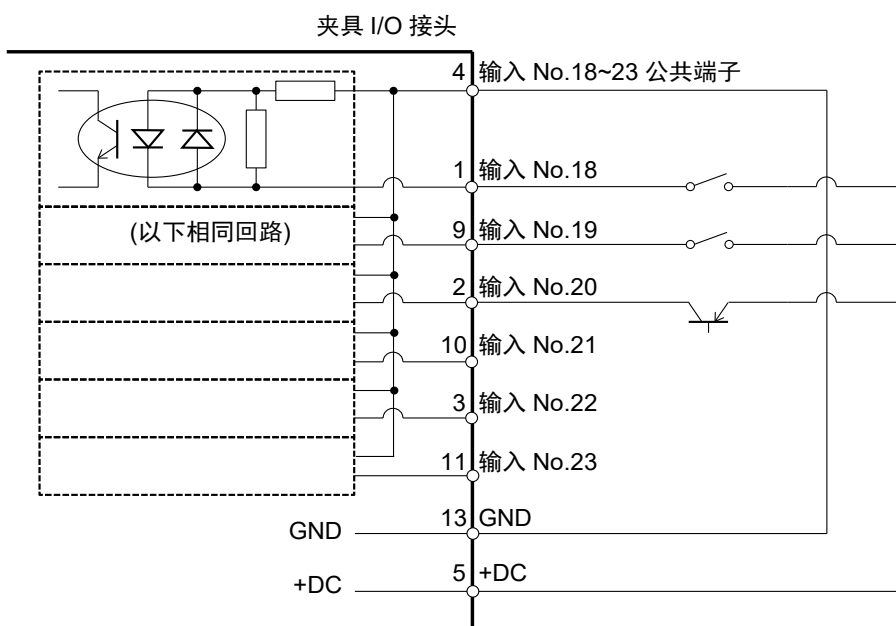 夹具 I/O 接头
4 输入 No.18~23 公共端子
1 输入 No.18
(以下相同回路)
9 输入 No.19
2 输入 No.20
10 输入 No.21
3 输入 No.22
11 输入 No.23
GND 13 GND
+DC 5 +DC